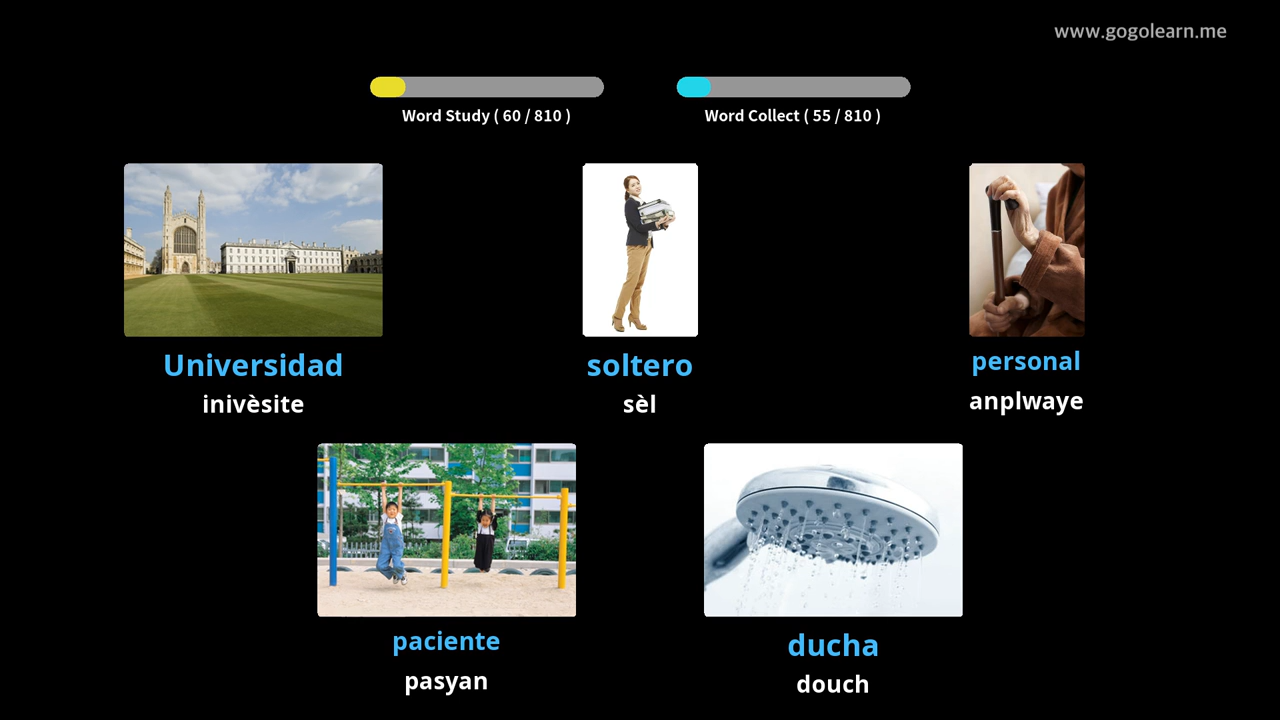 www.gogolearn.me
Word Study ( 60 / 810 )
Word Collect ( 55 / 810 )
Universidad
inivèsite
soltero
sèl
personal
anplwaye
paciente
pasyan
ducha
douch